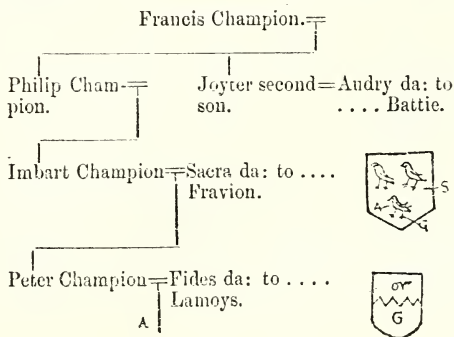 Francis Champion.
Philip Cham- Joyter second = Audry da: to
pion. son. .... Battie.
Imbart Champion = Sacra da: to ....
Fravion.
S
A
G
Peter Champion = Fides da: to ....
Lamoys.
or
G
A